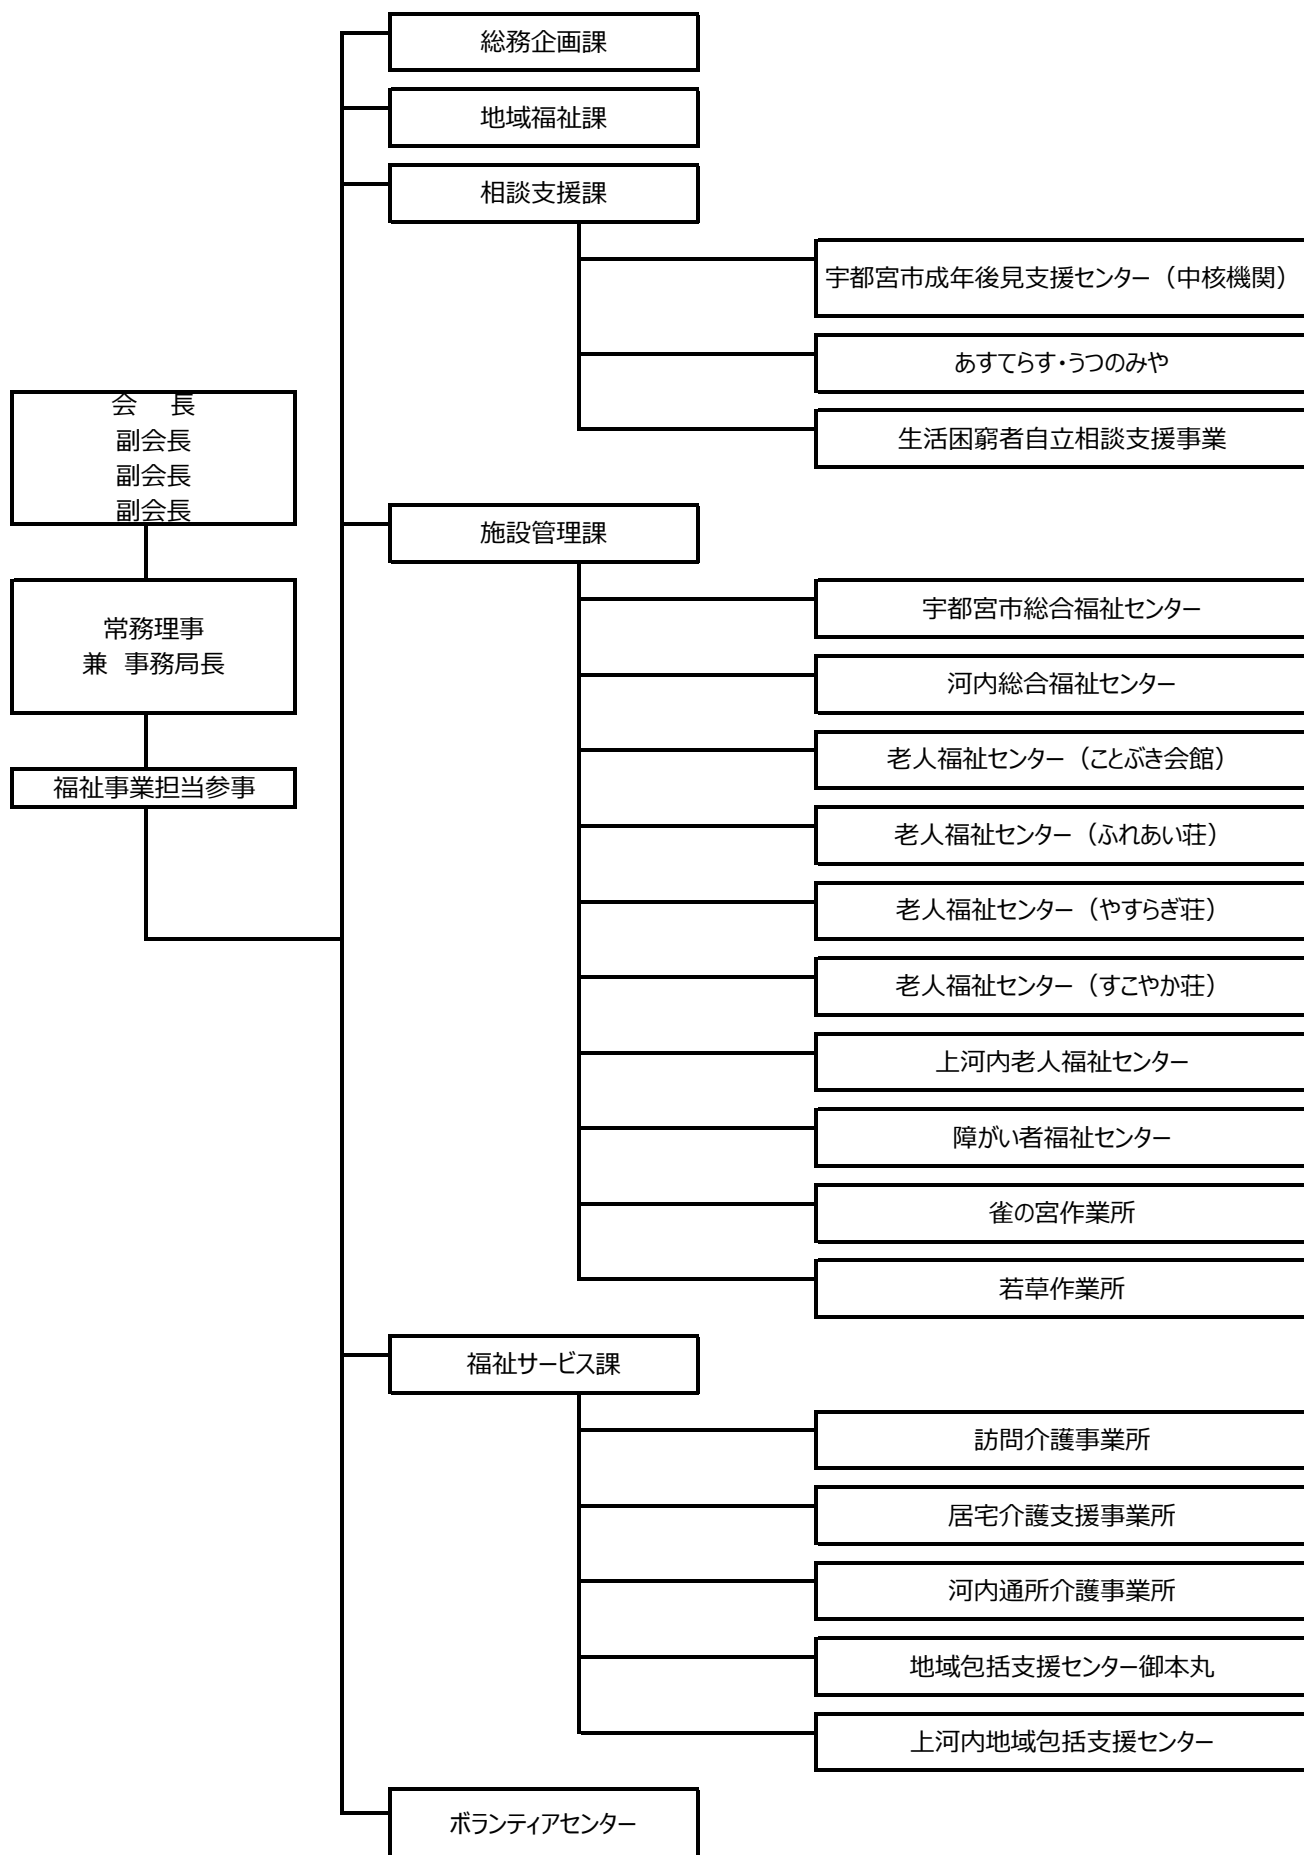 総務企画課
地域福祉課
相談支援課
宇都宮市成年後見支援センター（中核機関）
あすてらす・うつのみや
生活困窮者自立相談支援事業
会　長
副会長
副会長
副会長
常務理事
兼 事務局長
福祉事業担当参事
施設管理課
宇都宮市総合福祉センター
河内総合福祉センター
老人福祉センター（ことぶき会館）
老人福祉センター（ふれあい荘）
老人福祉センター（やすらぎ荘）
老人福祉センター（すこやか荘）
上河内老人福祉センター
障がい者福祉センター
雀の宮作業所
若草作業所
福祉サービス課
訪問介護事業所
居宅介護支援事業所
河内通所介護事業所
地域包括支援センター御本丸
上河内地域包括支援センター
ボランティアセンター